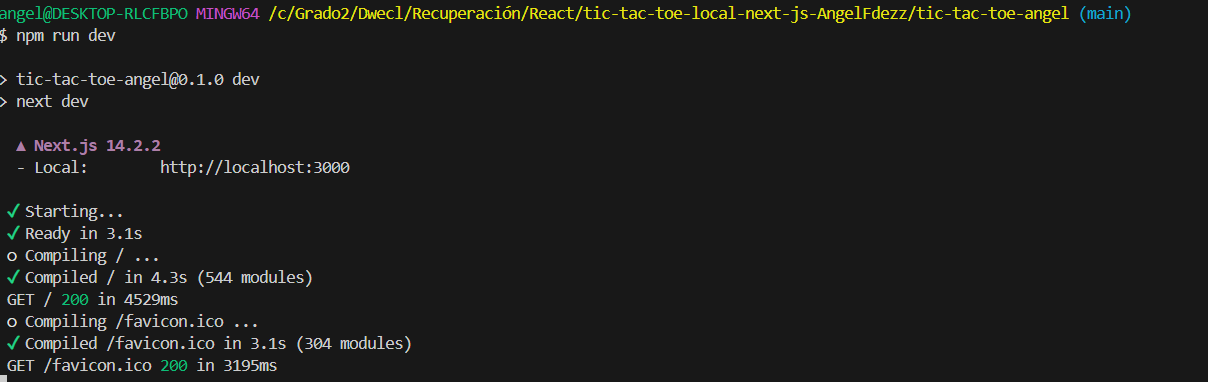 angel@DESKTOP-RLCFBPO MINGW64 /c/Grado2/Dwecl/Recuperación/React/tic-tac-toe-local-next-js-AngelFdezz/tic-tac-toe-angel (main)
$ npm run dev
> tic-tac-toe-angel@0.1.0 dev
> next dev
▲ Next.js 14.2.2
- Local: http://localhost:3000
✓ Starting...
✓ Ready in 3.1s
○ Compiling / ...
✓ Compiled / in 4.3s (544 modules)
GET / 200 in 4529ms
○ Compiling /favicon.ico ...
✓ Compiled /favicon.ico in 3.1s (304 modules)
GET /favicon.ico 200 in 3195ms